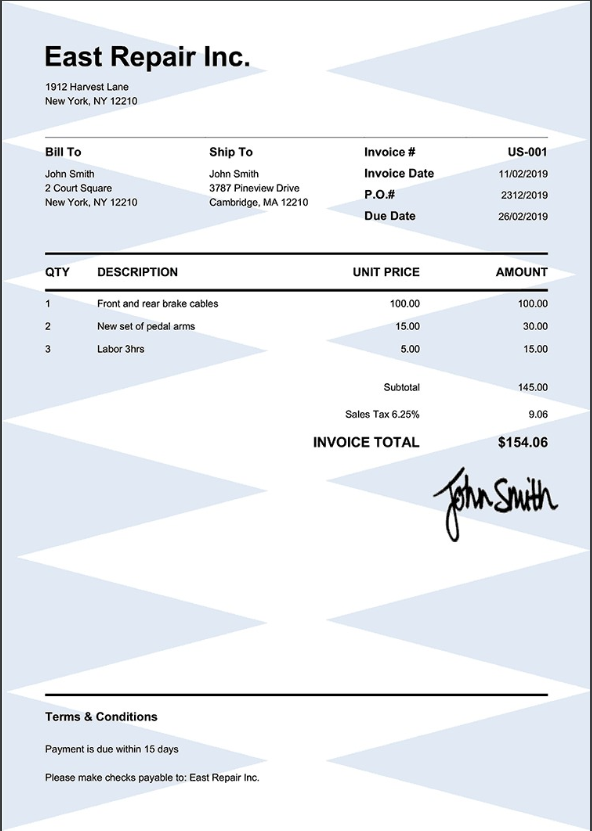 East Repair Inc.
1912 Harvest Lane
New York, NY 12210
Bill To
John Smith
2 Court Square
New York, NY 12210
Ship To
John Smith
3787 Pineview Drive
Cambridge, MA 12210
Invoice # US-001
Invoice Date 11/02/2019
P.O.# 2312/2019
Due Date 26/02/2019
QTY DESCRIPTION UNIT PRICE AMOUNT
1 Front and rear brake cables 100.00 100.00
2 New set of pedal arms 15.00 30.00
3 Labor 3hrs 5.00 15.00
Subtotal 145.00
Sales Tax 6.25% 9.06
INVOICE TOTAL $154.06
John Smith
Terms & Conditions
Payment is due within 15 days
Please make checks payable to: East Repair Inc.